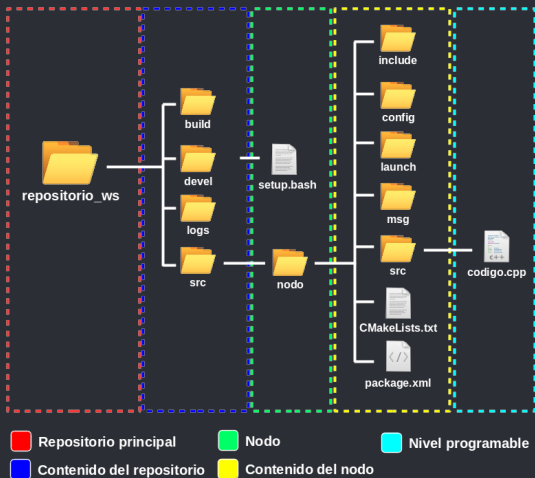 repositorio_ws
build
devel
logs
src
setup.bash
nodo
include
config
launch
msg
src
CMakeLists.txt
</>
package.xml
C++
codigo.cpp
Repositorio principal
Nodo
Nivel programable
Contenido del repositorio
Contenido del nodo